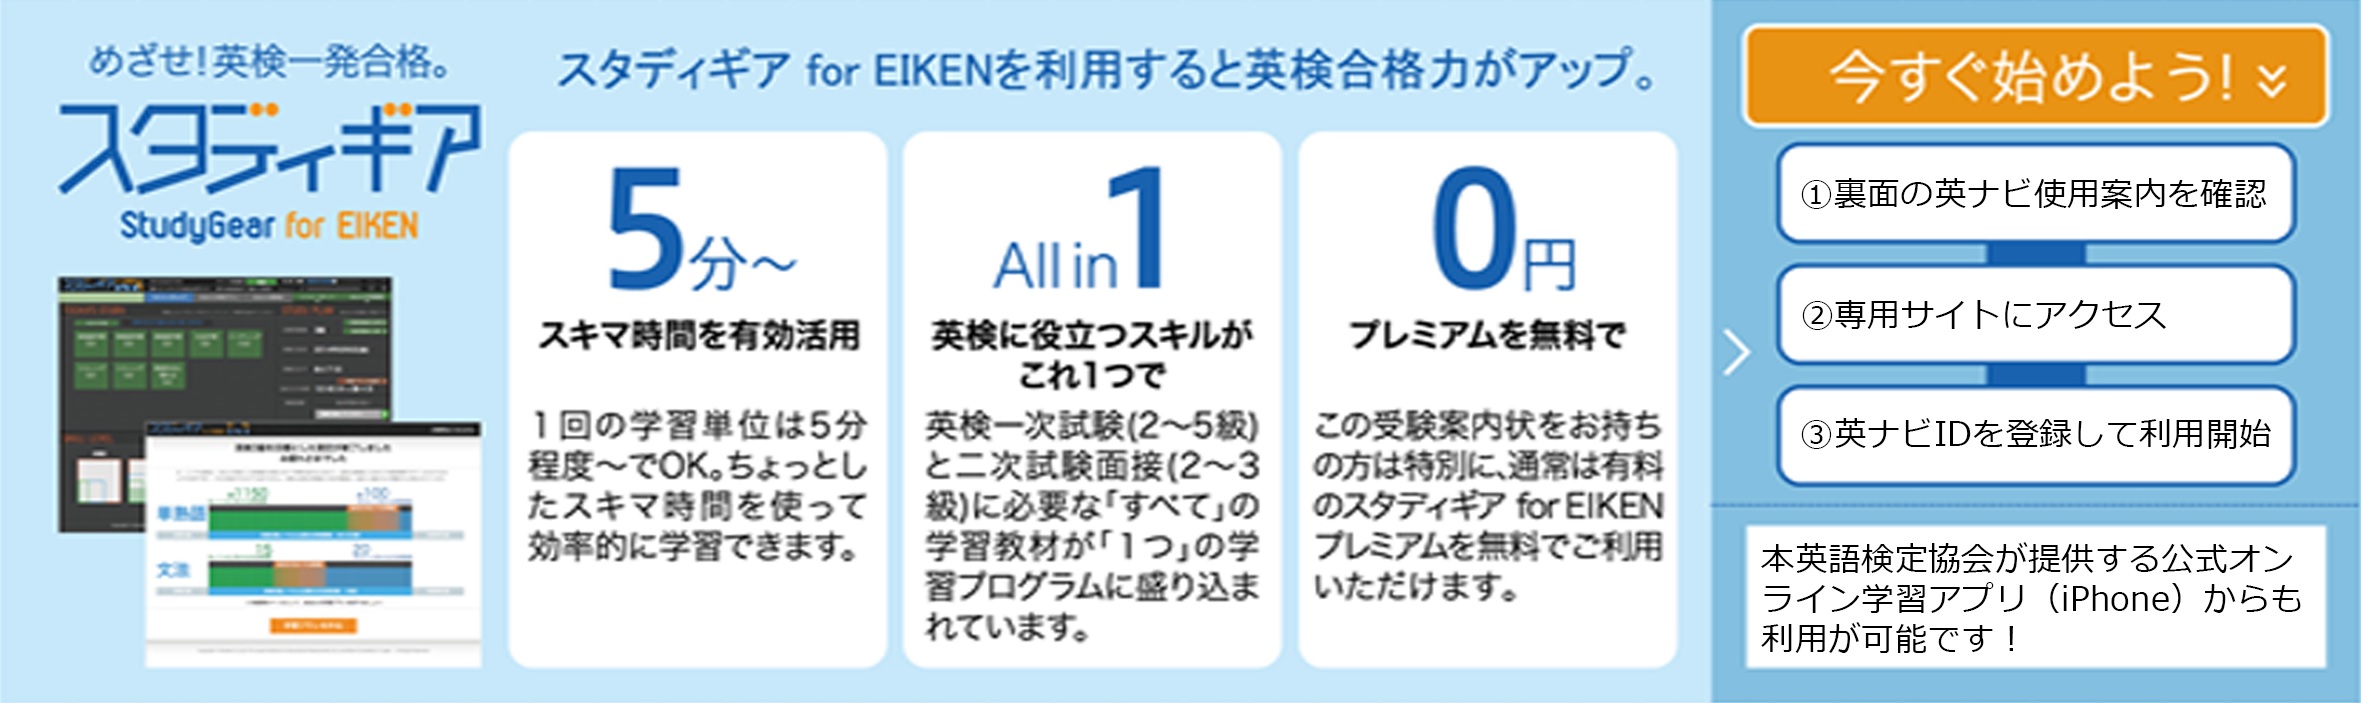 めざせ!英検一発合格。
スタディギア
StudyGear for EIKEN
単熟語
文法
スタディギア for EIKENを利用すると英検合格力がアップ。
5分～
スキマ時間を有効活用
1回の学習単位は5分
程度～でOK。ちょっとし
たスキマ時間を使って
効率的に学習できます。
All in 1
英検に役立つスキルが
これ1つで
英検一次試験(2～5級)
と二次試験面接(2～3
級)に必要な「すべて」の
学習教材が「1つ」の学
習プログラムに盛り込ま
れています。
0円
プレミアムを無料で
この受験案内状をお持ち
の方は特別に、通常は有料
のスタディギア for EIKEN
プレミアムを無料でご利用
いただけます。
今すぐ始めよう!
①裏面の英ナビ使用案内を確認
②専用サイトにアクセス
③英ナビIDを登録して利用開始
本英語検定協会が提供する公式オン
ライン学習アプリ（iPhone）からも
利用が可能です！